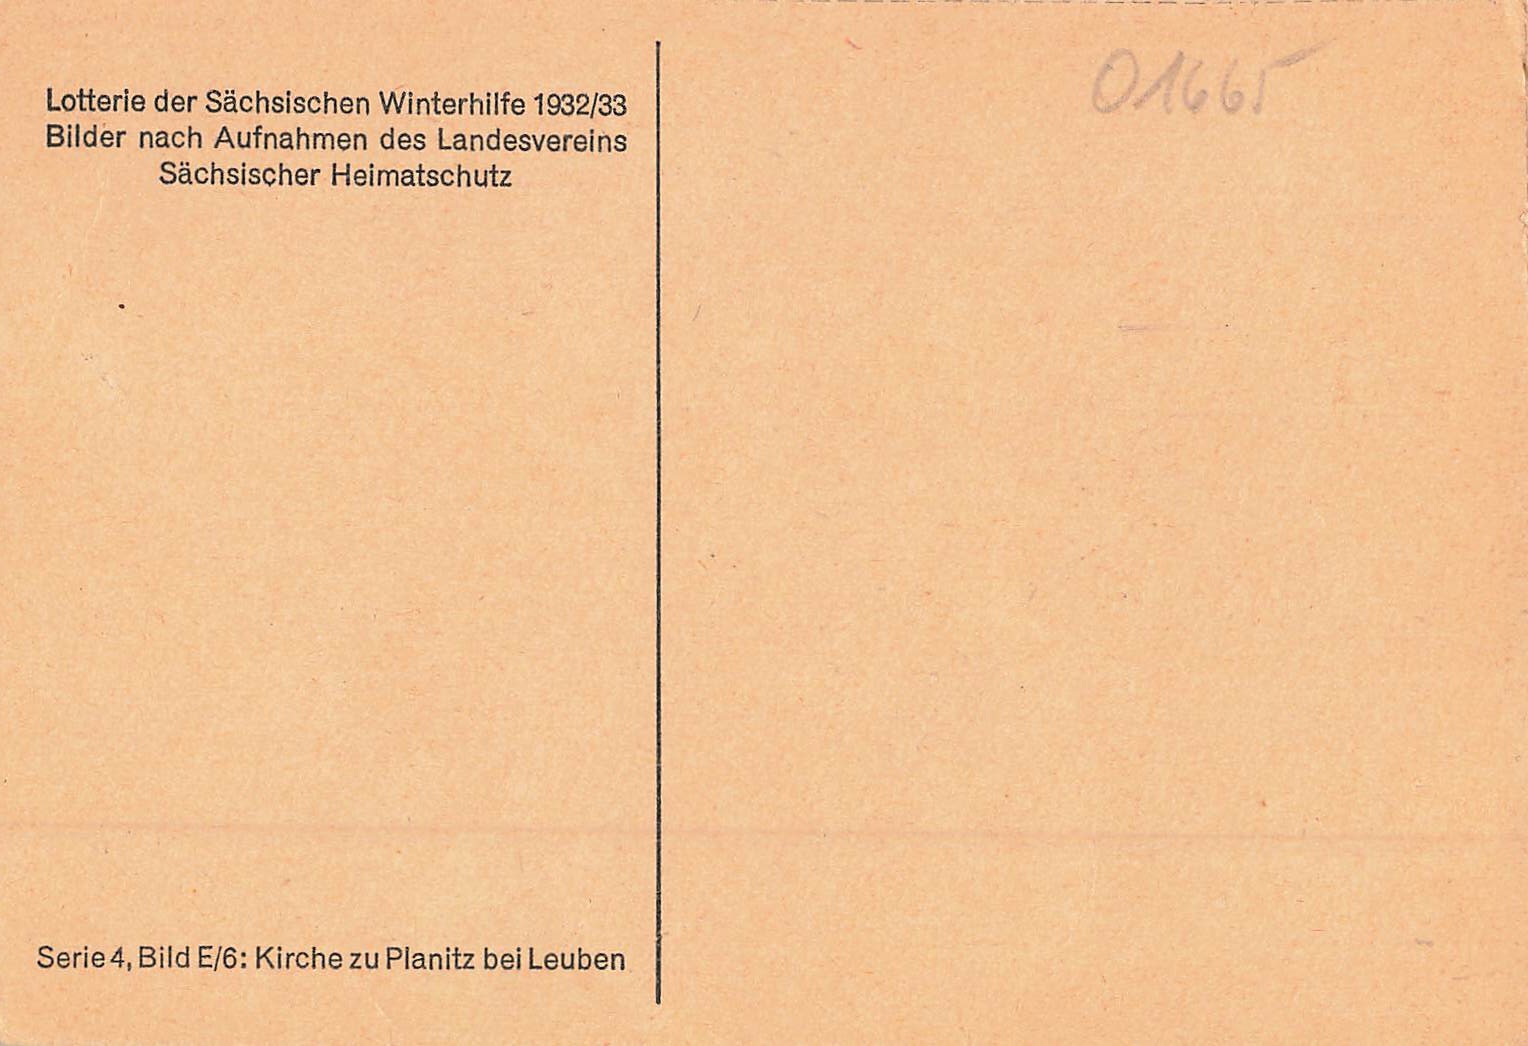 Lotterie der Sächsischen Winterhilfe 1932/33
Bilder nach Aufnahmen des Landesvereins
Sächsischer Heimatschutz
01665
Serie 4, Bild E/6: Kirche zu Planitz bei Leuben